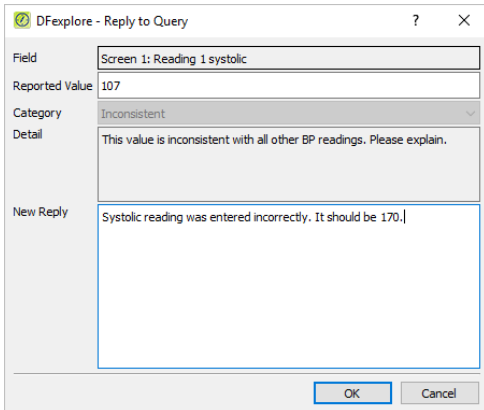 DFexplore - Reply to Query
Field Screen 1: Reading 1 systolic
Reported Value 107
Category Inconsistent
Detail This value is inconsistent with all other BP readings. Please explain.
New Reply Systolic reading was entered incorrectly. It should be 170.
OK Cancel